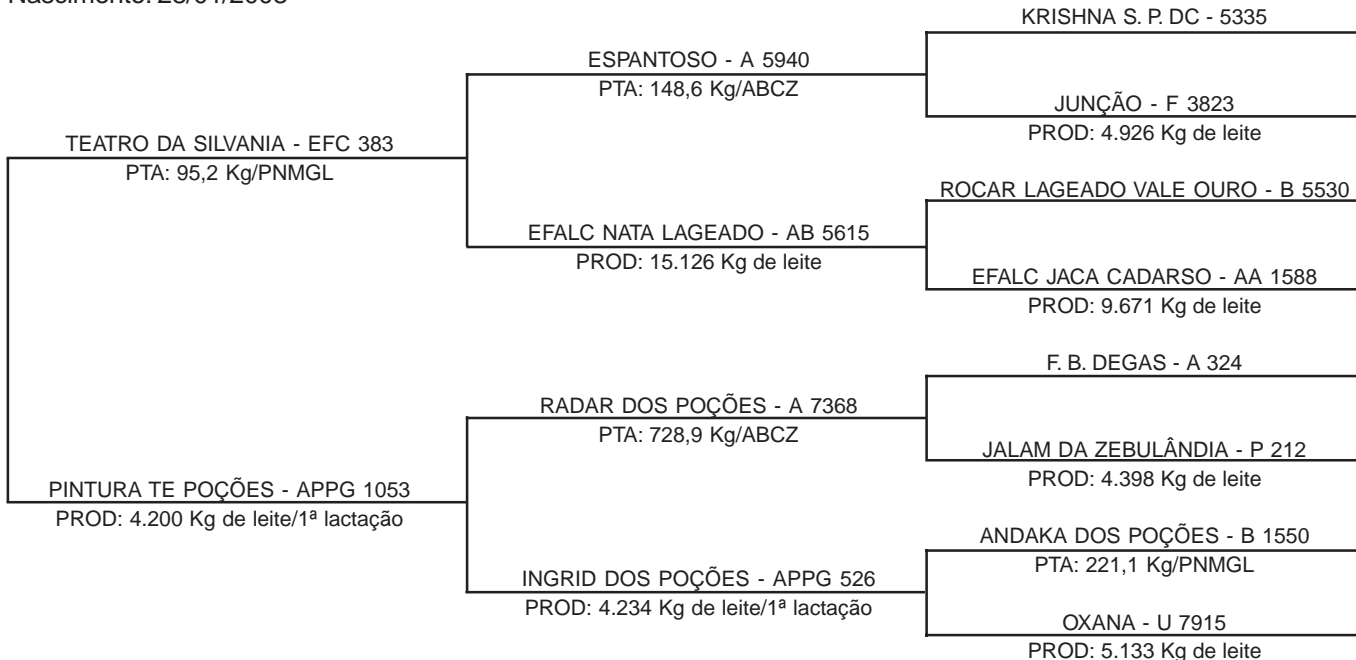 KRISHNA S. P. DC - 5335
ESPANTOSO - A 5940
PTA: 148,6 Kg/ABCZ
JUNÇÃO - F 3823
PROD: 4.926 Kg de leite
TEATRO DA SILVANIA - EFC 383
PTA: 95,2 Kg/PNMGL
ROCAR LAGEADO VALE OURO - B 5530
EFALC NATA LAGEADO - AB 5615
PROD: 15.126 Kg de leite
EFALC JACA CADARSO - AA 1588
PROD: 9.671 Kg de leite
F. B. DEGAS - A 324
RADAR DOS POÇÕES - A 7368
PTA: 728,9 Kg/ABCZ
JALAM DA ZEBULÂNDIA - P 212
PROD: 4.398 Kg de leite
PINTURA TE POÇÕES - APPG 1053
PROD: 4.200 Kg de leite/1ª lactação
ANDAKA DOS POÇÕES - B 1550
PTA: 221,1 Kg/PNMGL
INGRID DOS POÇÕES - APPG 526
PROD: 4.234 Kg de leite/1ª lactação
OXANA - U 7915
PROD: 5.133 Kg de leite